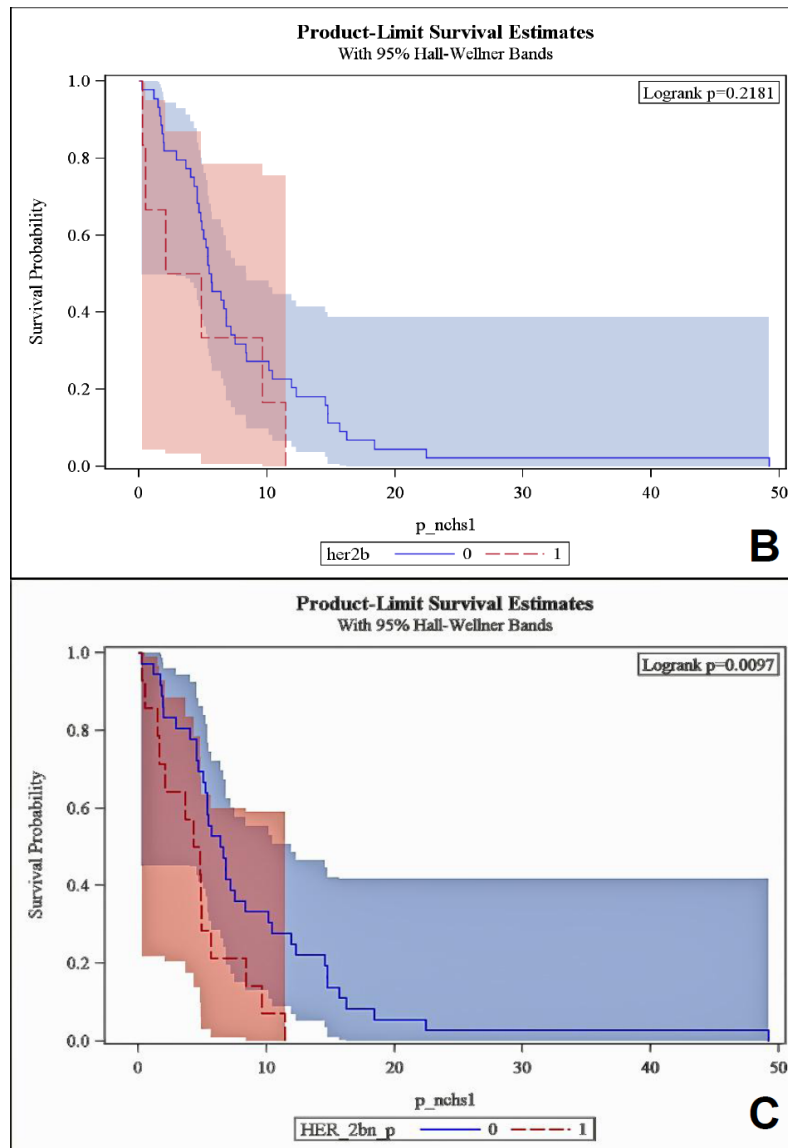 Product-Limit Survival Estimates
With 95% Hall-Wellner Bands
Logrank p=0.2181
Survival Probability
1.0
0.8
0.6
0.4
0.2
0.0
0 10 20 30 40 50
p_nchs1
her2b 0 1
B
Product-Limit Survival Estimates
With 95% Hall-Wellner Bands
Logrank p=0.0097
Survival Probability
1.0
0.8
0.6
0.4
0.2
0.0
0 10 20 30 40 50
p_nchs1
HER_2bn_p 0 1
C